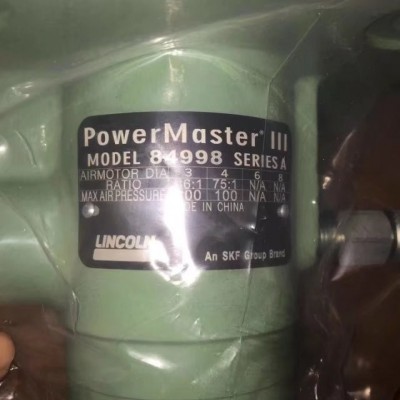 PowerMaster® III
MODEL 84998 SERIES A
AIRMOTOR DIA. 3 4 6 8
RATIO 75:1 N/A N/A
MAX AIR PRESSURE 100 N/A N/A
IN CHINA
LINCOLN
An SKF Group Brand